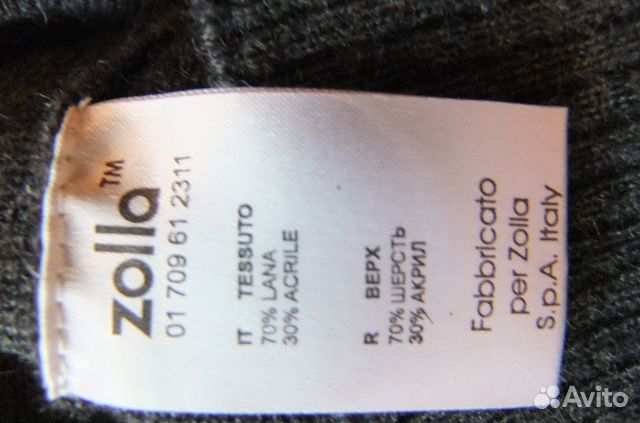 zolla™
01 709 61 2311
IT TESSUTO
70% LANA
30% ACRILE
R ВЕРХ
70% ШЕРСТЬ
30% АКРИЛ
Fabbricato
per Zolla
S.p.A. Italy
Avito